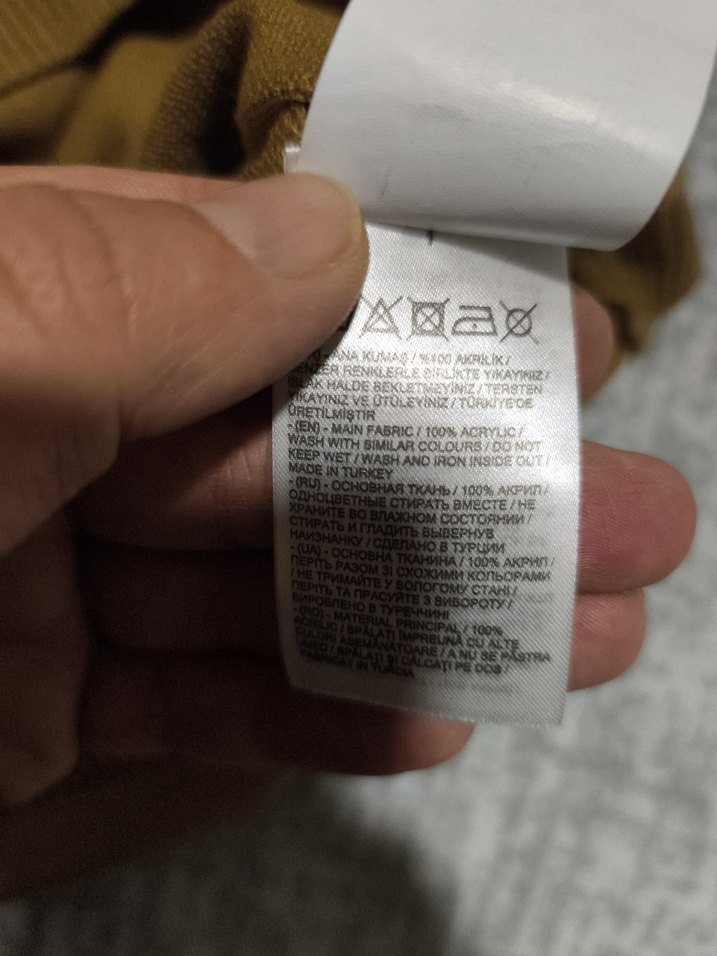 - ANA KUMAŞ / %100 AKRİLİK /
BENZER RENKLERLE BİRLİKTE YIKAYINIZ /
ISLAK HALDE BEKLETMEYİNİZ / TERSTEN
YIKAYINIZ VE ÜTÜLEYİNİZ / TÜRKİYE'DE
ÜRETİLMİŞTİR
- (EN) - MAIN FABRIC / 100% ACRYLIC /
WASH WITH SIMILAR COLOURS / DO NOT
KEEP WET / WASH AND IRON INSIDE OUT /
MADE IN TURKEY
- (RU) - ОСНОВНАЯ ТКАНЬ / 100% АКРИЛ /
ОДНОЦВЕТНЫЕ СТИРАТЬ ВМЕСТЕ / НЕ
ХРАНИТЕ ВО ВЛАЖНОМ СОСТОЯНИИ /
СТИРАТЬ И ГЛАДИТЬ ВЫВЕРНУВ
НАИЗНАНКУ / СДЕЛАНО В ТУРЦИИ
- (UA) - ОСНОВНА ТКАНИНА / 100% АКРИЛ /
ПЕРІТЬ РАЗОМ ЗІ СХОЖИМИ КОЛЬОРАМИ
/ НЕ ТРИМАЙТЕ У ВОЛОГОМУ СТАНІ /
ПЕРІТЬ ТА ПРАСУЙТЕ З ВИВОРОТУ /
ВИРОБЛЕНО В ТУРЕЧЧИНІ
- (RO) - MATERIAL PRINCIPAL / 100%
ACRILIC / SPĂLAȚI ÎMPREUNĂ CU ALTE
CULORI ASEMĂNĂTOARE / A NU SE PĂSTRA
UMED / SPĂLAȚI ȘI CĂLCAȚI PE DOS /
FABRICAT IN TURCIA